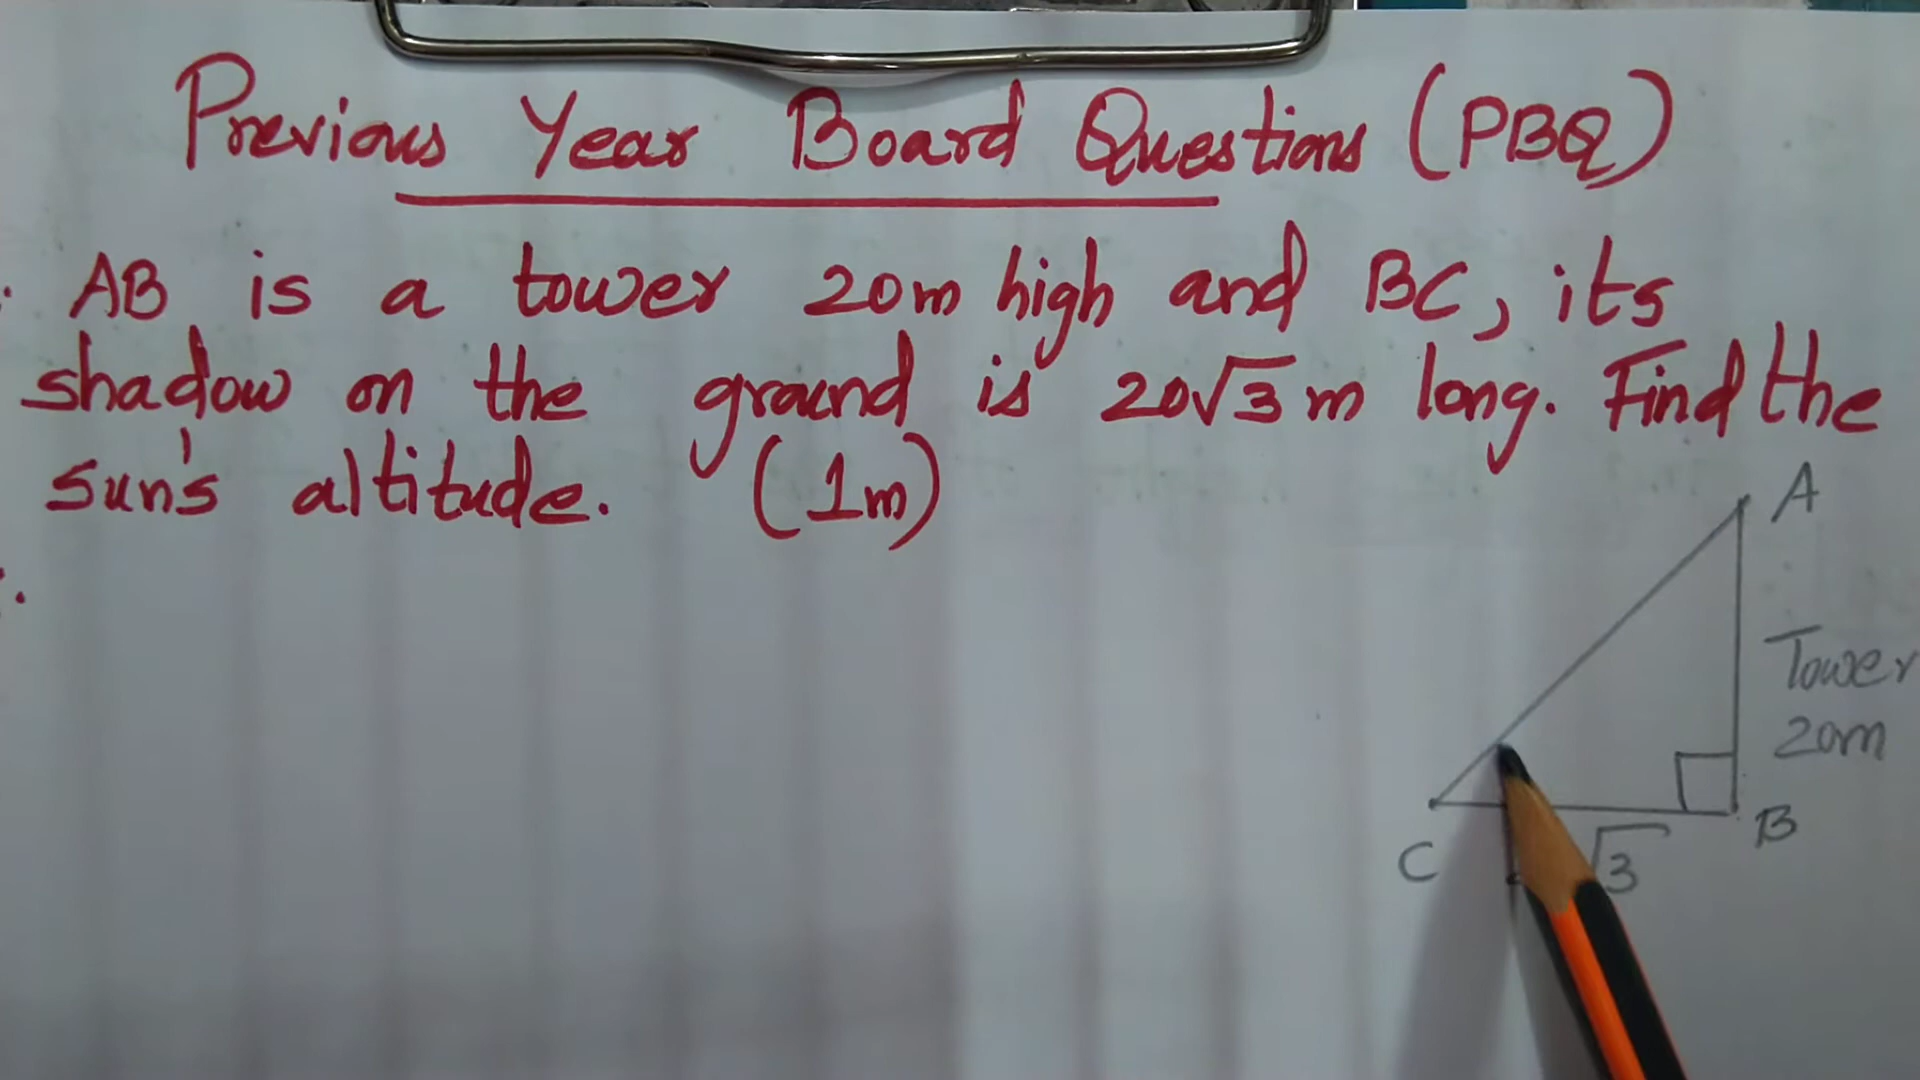 Previous Year Board Questions (PBQ)
AB is a tower 20m high and BC, its
shadow on the ground is 20√3 m long. Find the
sun's altitude. (1m)
A
Tower
20m
B
C
√3